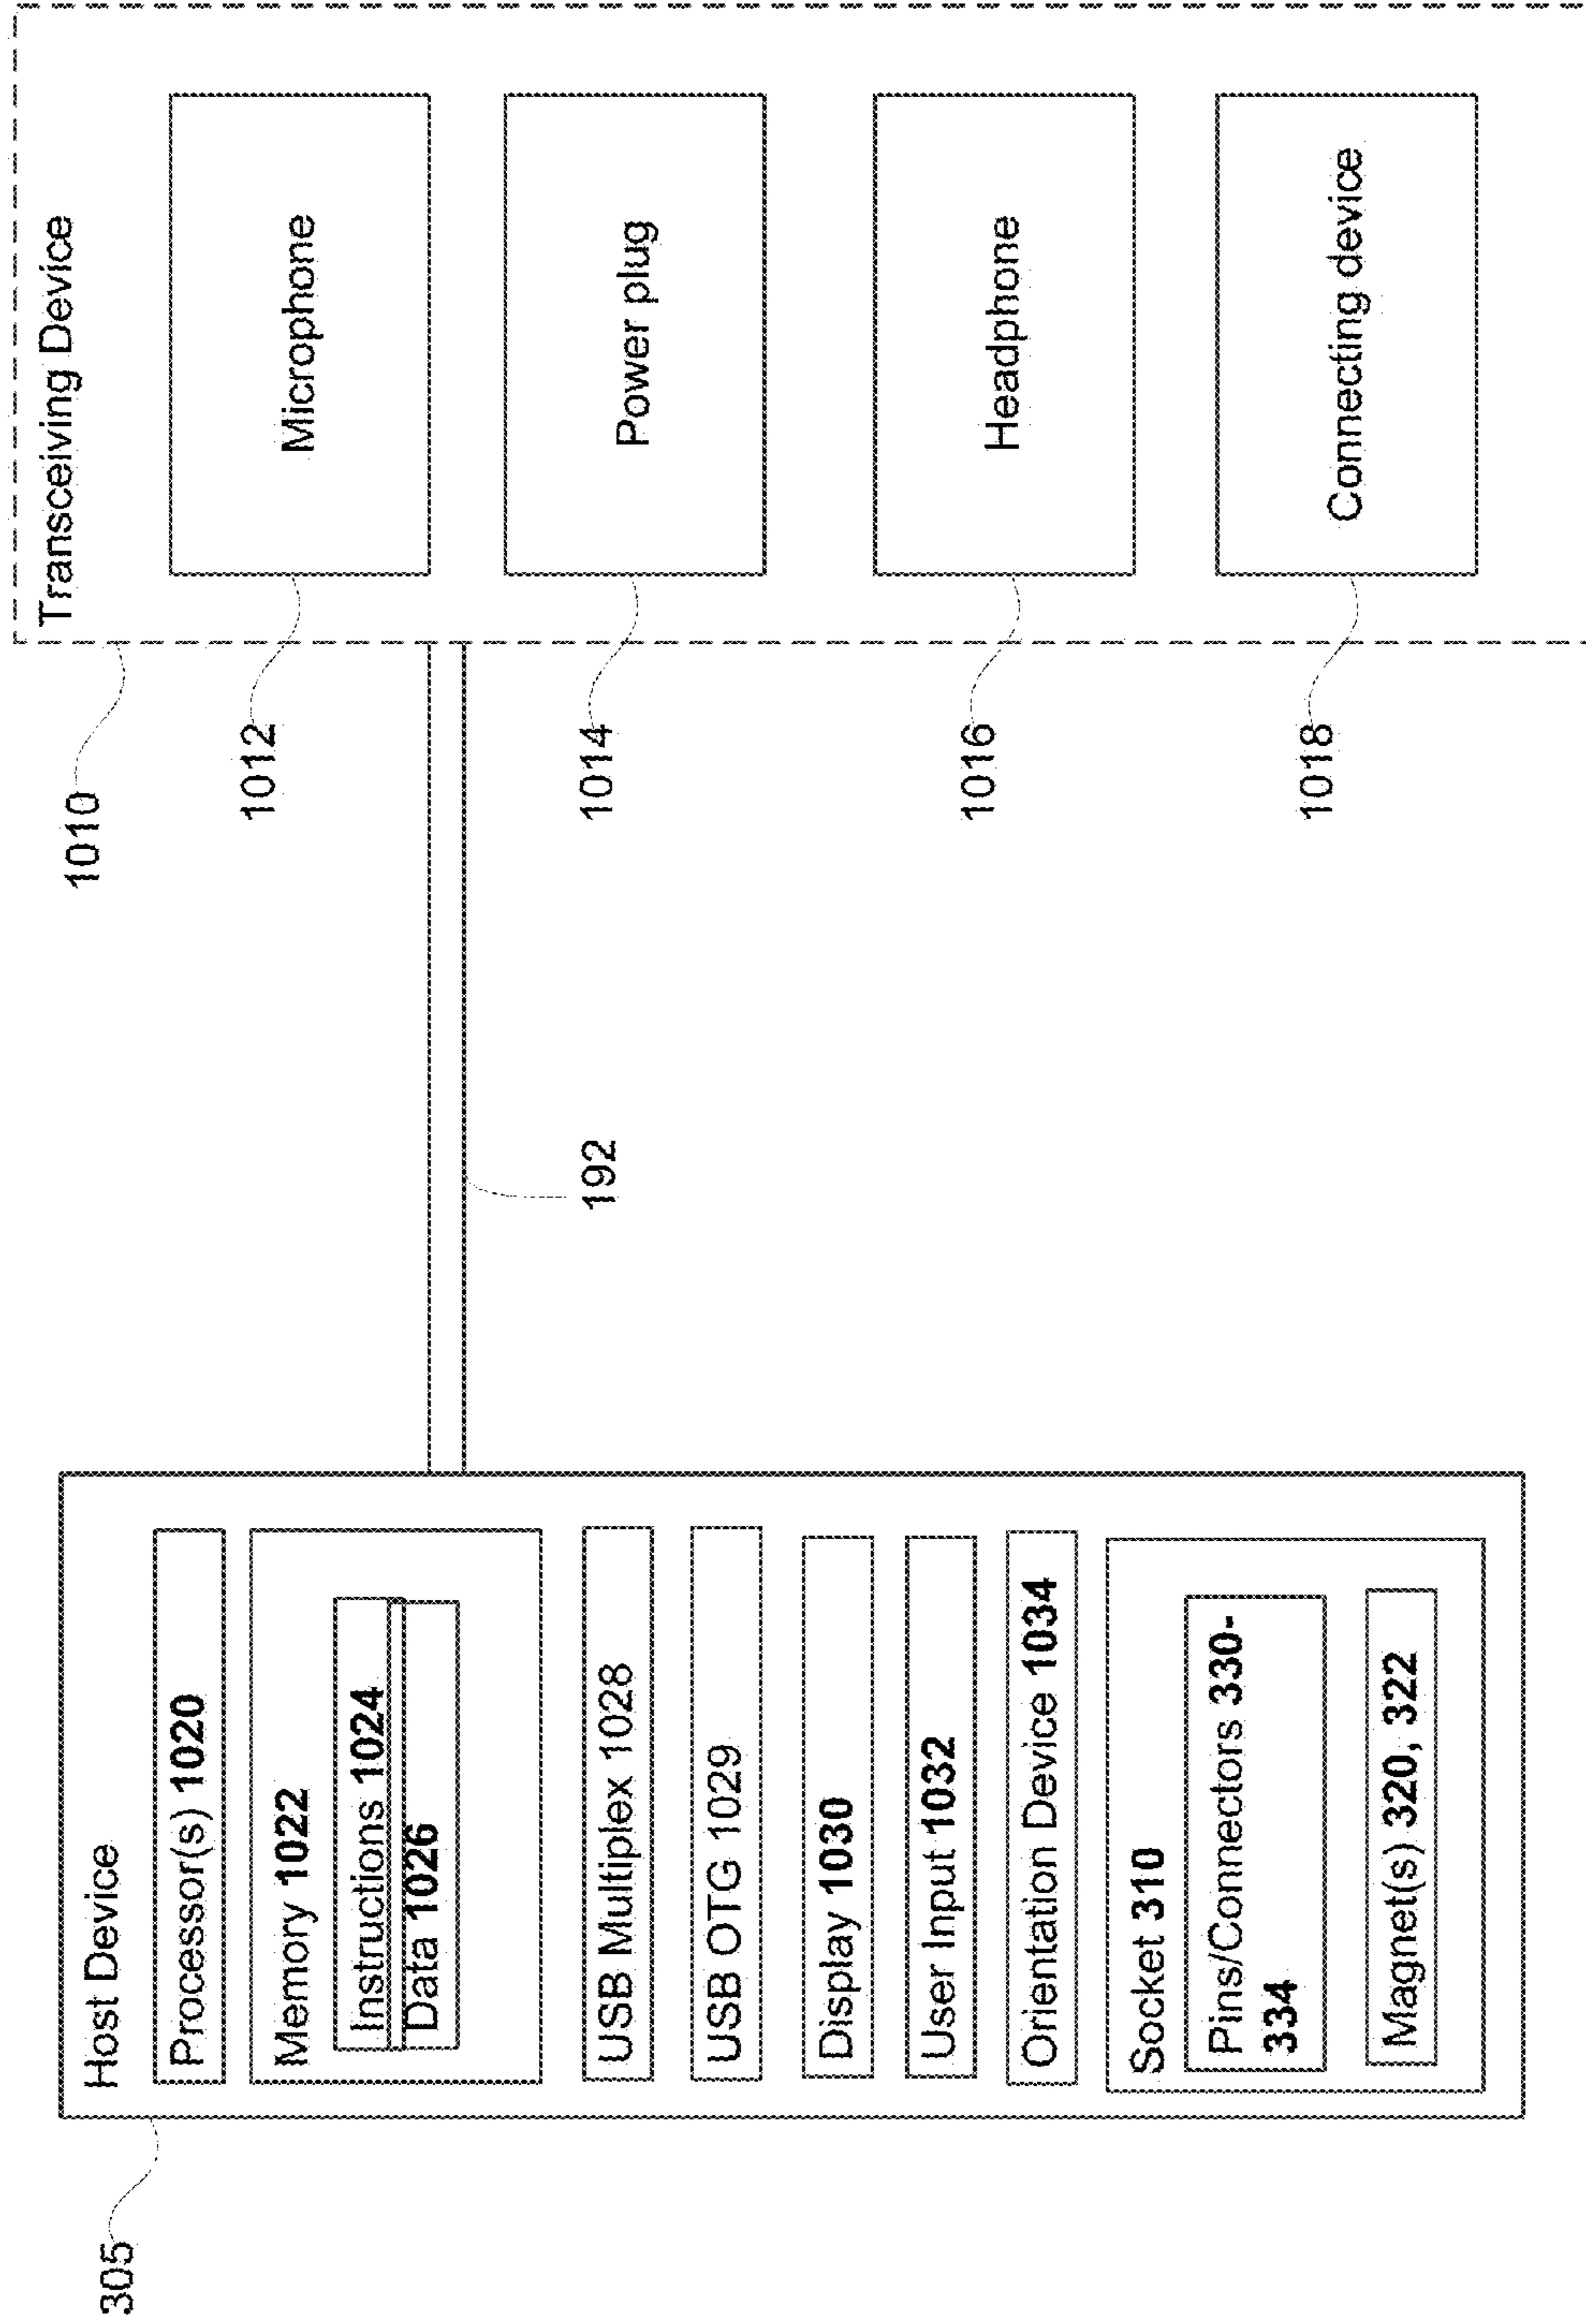 305
Host Device
Processor(s) 1020
Memory 1022
Instructions 1024
Data 1026
USB Multiplex 1028
USB OTG 1029
Display 1030
User Input 1032
Orientation Device 1034
Socket 310
Pins/Connectors 330-
334
Magnet(s) 320, 322
192
1010
Transceiving Device
1012
Microphone
1014
Power plug
1016
Headphone
1018
Connecting device